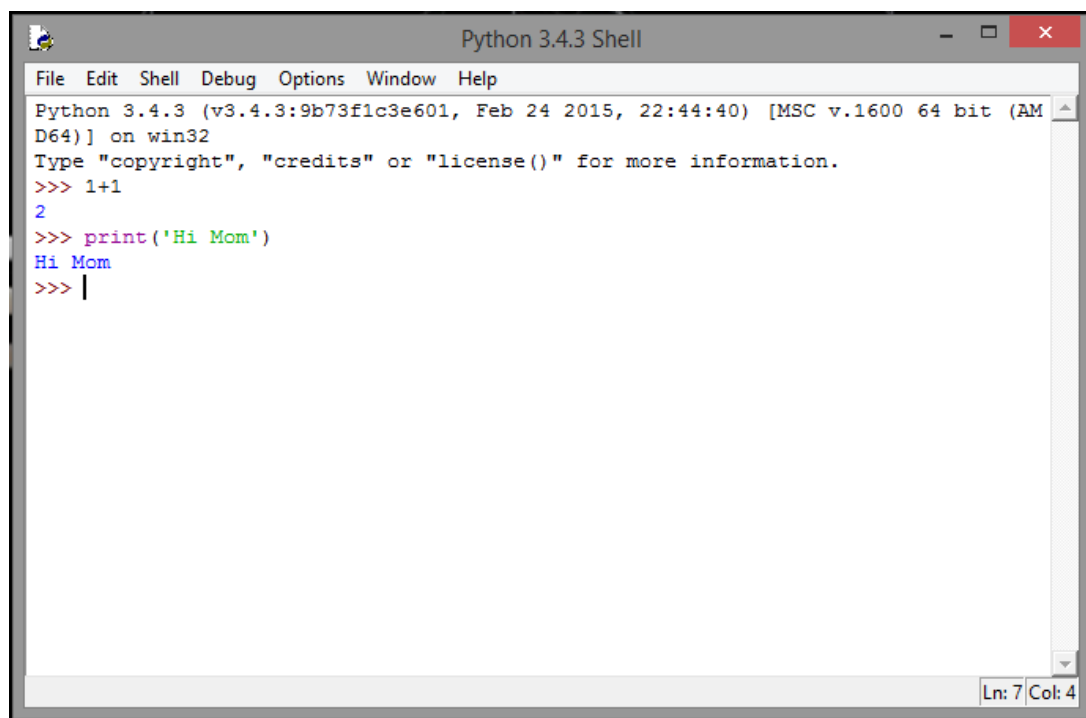 Python 3.4.3 Shell
File Edit Shell Debug Options Window Help
Python 3.4.3 (v3.4.3:9b73f1c3e601, Feb 24 2015, 22:44:40) [MSC v.1600 64 bit (AM
D64)] on win32
Type "copyright", "credits" or "license()" for more information.
>>> 1+1
2
>>> print('Hi Mom')
Hi Mom
>>>
Ln: 7 Col: 4